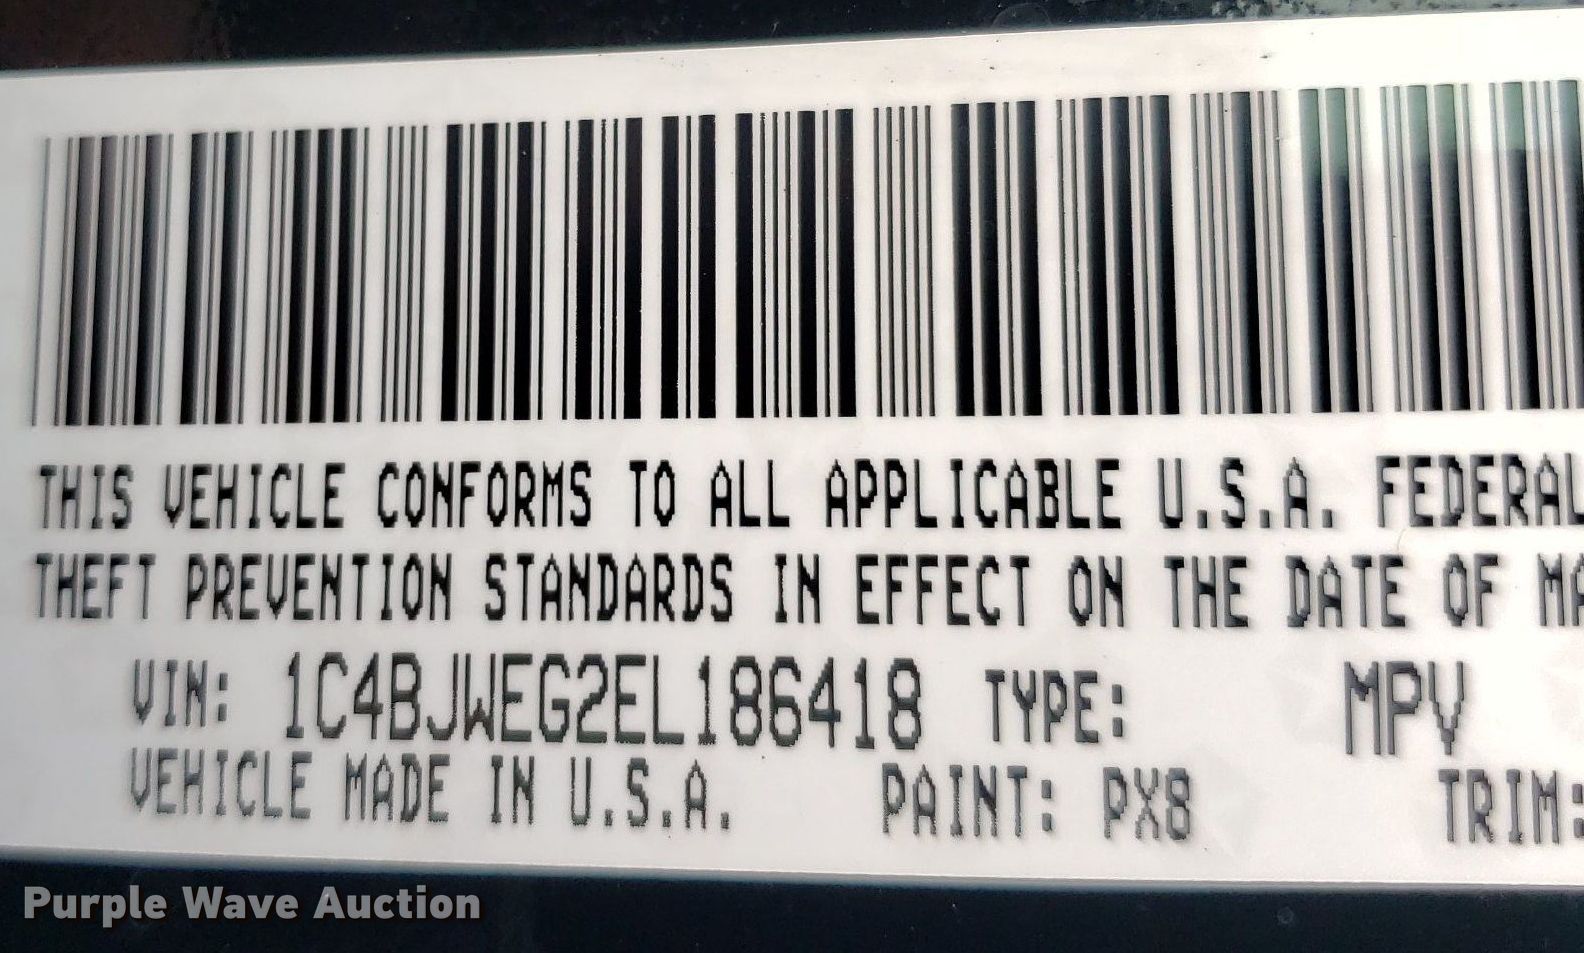 THIS VEHICLE CONFORMS TO ALL APPLICABLE U.S.A. FEDERAL
THEFT PREVENTION STANDARDS IN EFFECT ON THE DATE OF MA
VIN: 1C4BJWEG2EL186418 TYPE: MPV
VEHICLE MADE IN U.S.A. PAINT: PX8 TRIM:
Purple Wave Auction